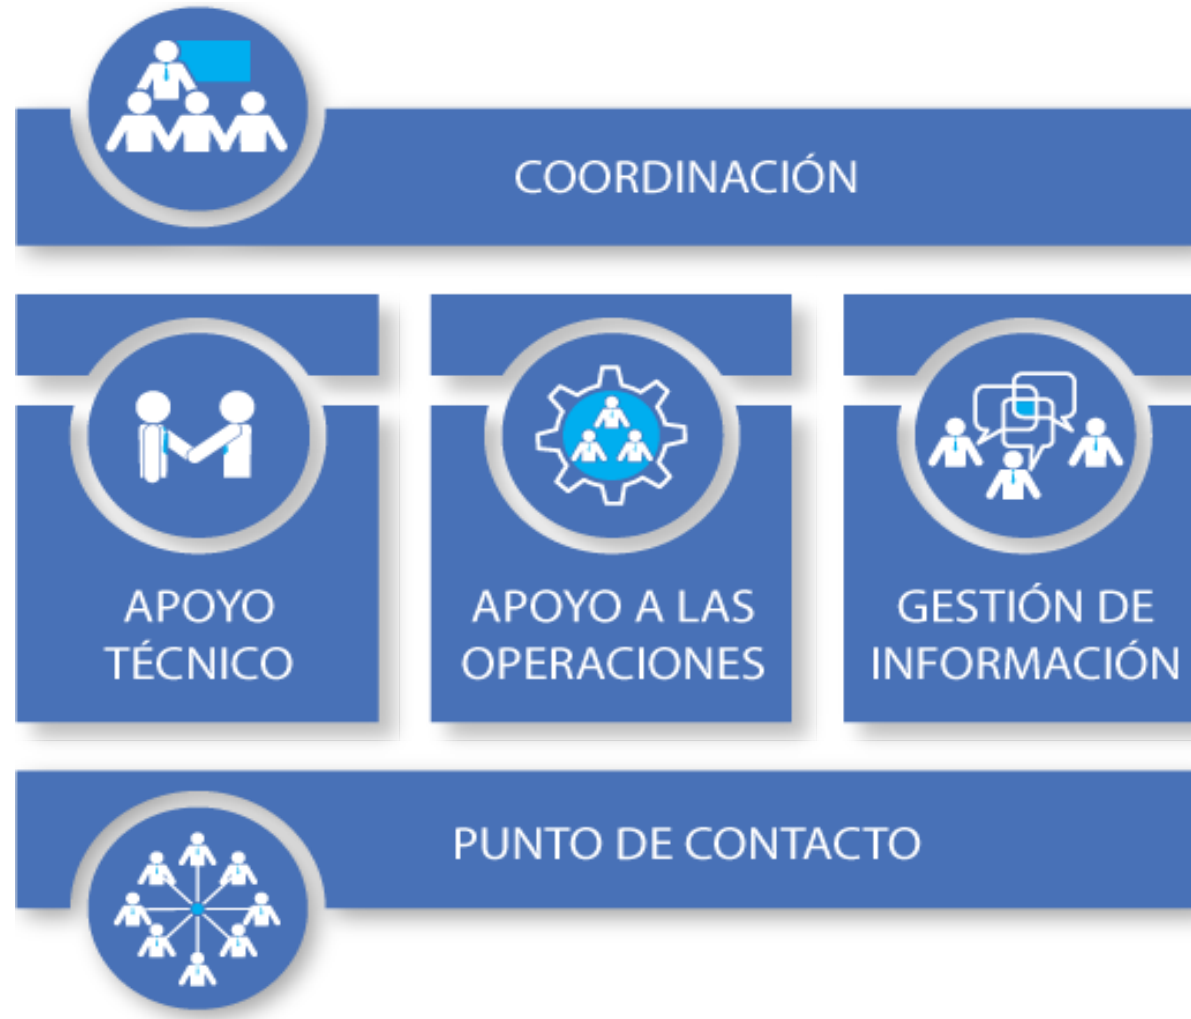 COORDINACIÓN
APOYO
TÉCNICO
APOYO A LAS
OPERACIONES
GESTIÓN DE
INFORMACIÓN
PUNTO DE CONTACTO